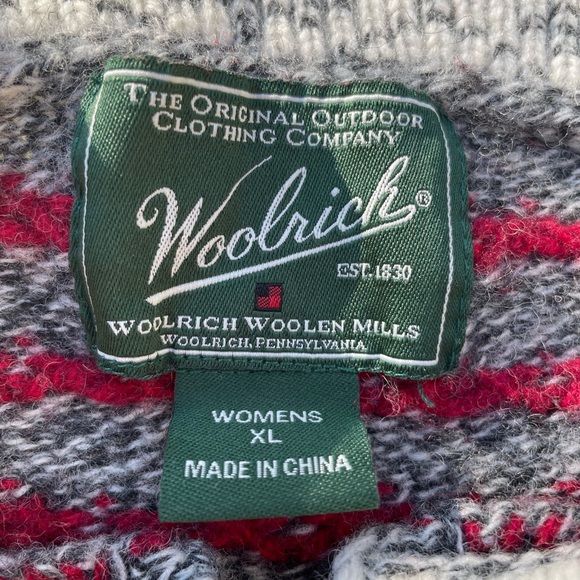 THE ORIGINAL OUTDOOR
CLOTHING COMPANY
Woolrich®
EST. 1830
WOOLRICH WOOLEN MILLS
WOOLRICH, PENNSYLVANIA
WOMENS
XL
MADE IN CHINA